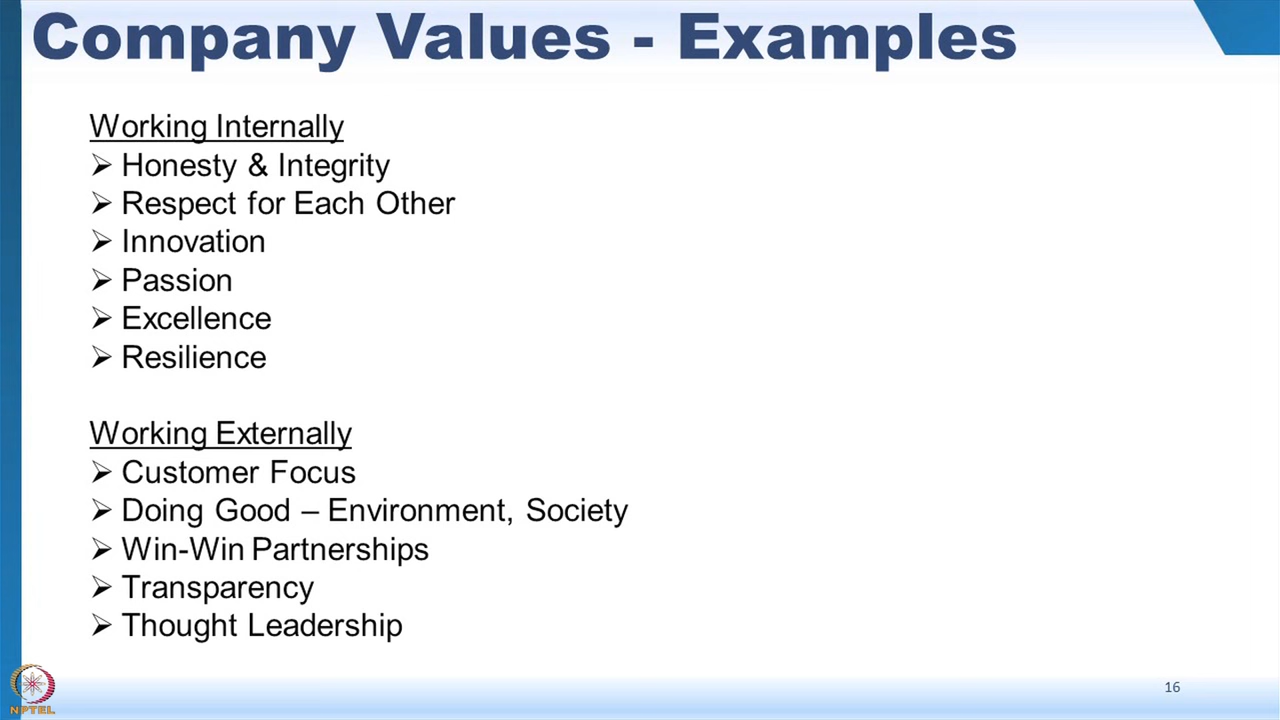 Company Values - Examples
Working Internally
➢ Honesty & Integrity
➢ Respect for Each Other
➢ Innovation
➢ Passion
➢ Excellence
➢ Resilience
Working Externally
➢ Customer Focus
➢ Doing Good – Environment, Society
➢ Win-Win Partnerships
➢ Transparency
➢ Thought Leadership
NPTEL
16